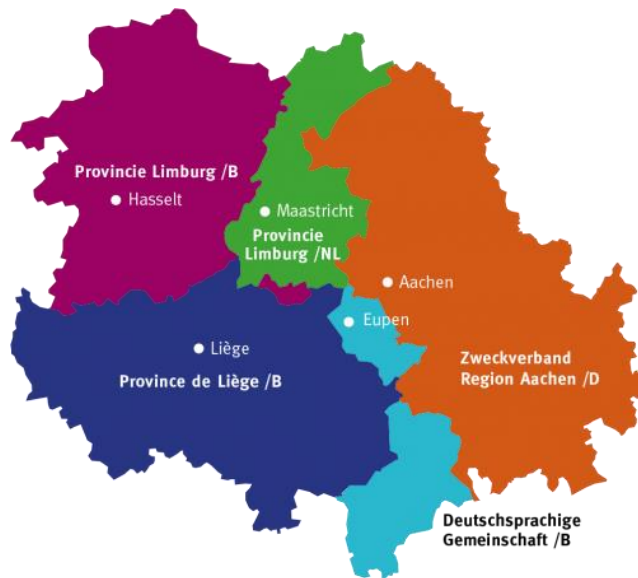 Provincie Limburg /B
Hasselt
Maastricht
Provincie
Limburg /NL
Aachen
Eupen
Liège
Zweckverband
Region Aachen /D
Province de Liège /B
Deutschsprachige
Gemeinschaft /B